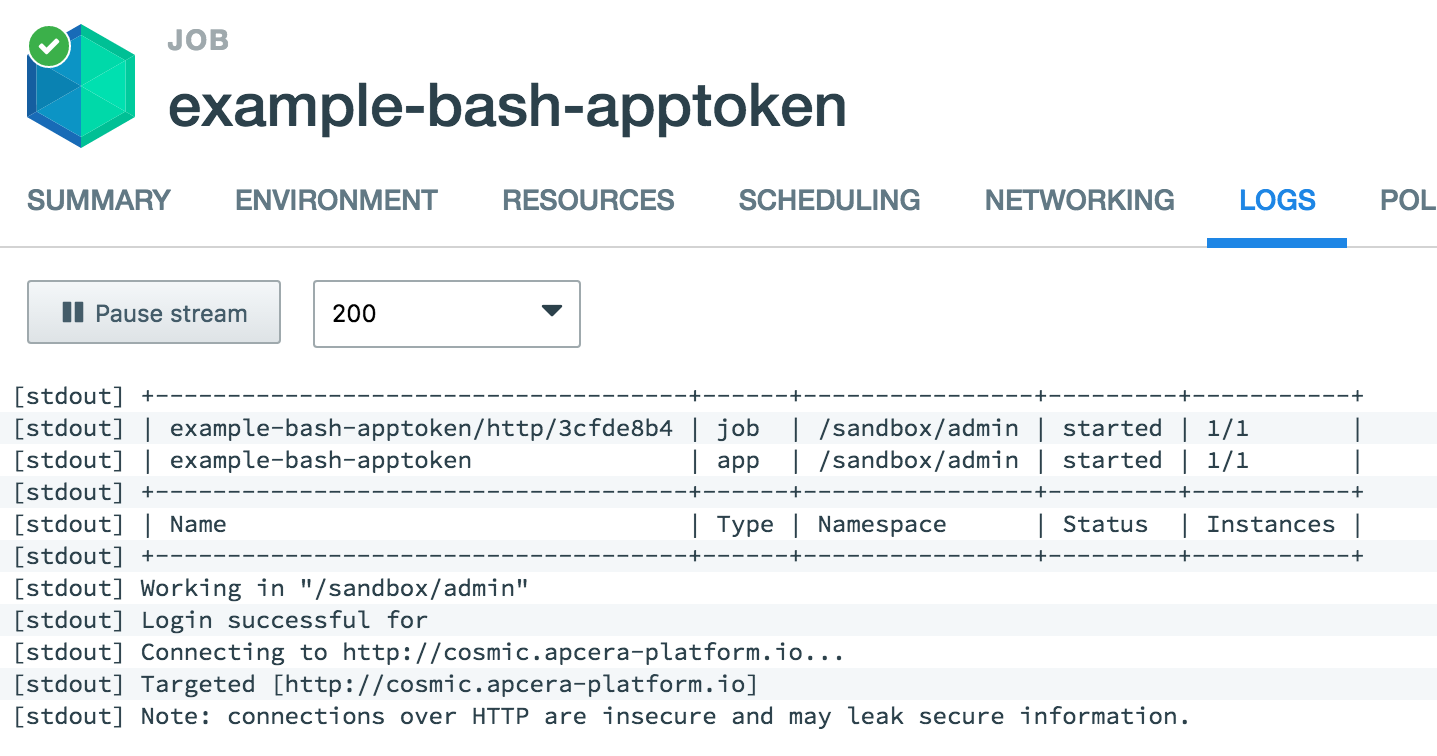 JOB
example-bash-apptoken
SUMMARY ENVIRONMENT RESOURCES SCHEDULING NETWORKING LOGS POL
Pause stream 200
[stdout] +-------------------------------------+------+----------------+---------+-----------+
[stdout] | example-bash-apptoken/http/3cfde8b4 | job  | /sandbox/admin | started | 1/1       |
[stdout] | example-bash-apptoken               | app  | /sandbox/admin | started | 1/1       |
[stdout] +-------------------------------------+------+----------------+---------+-----------+
[stdout] | Name                                | Type | Namespace      | Status  | Instances |
[stdout] +-------------------------------------+------+----------------+---------+-----------+
[stdout] Working in "/sandbox/admin"
[stdout] Login successful for
[stdout] Connecting to http://cosmic.apcera-platform.io...
[stdout] Targeted [http://cosmic.apcera-platform.io]
[stdout] Note: connections over HTTP are insecure and may leak secure information.